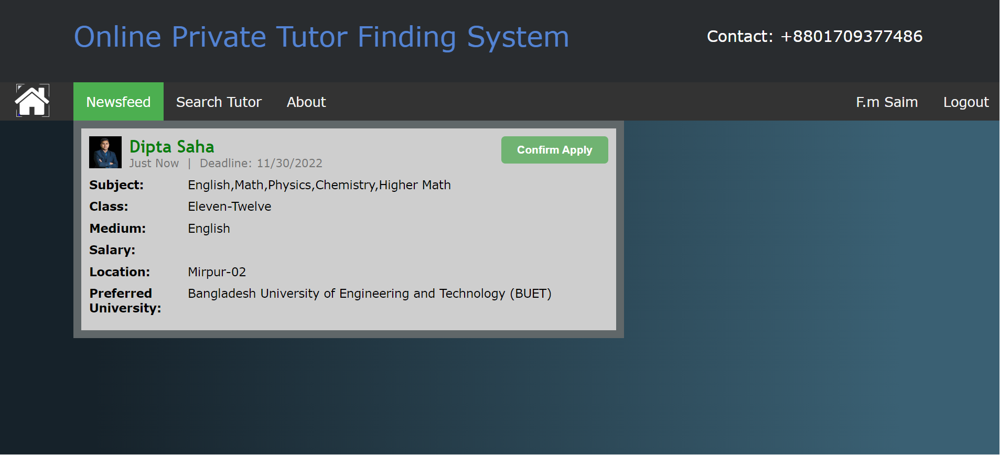 Online Private Tutor Finding System
Contact: +8801709377486
Newsfeed
Search Tutor
About
F.m Saim
Logout
Dipta Saha
Just Now | Deadline: 11/30/2022
Confirm Apply
Subject: English,Math,Physics,Chemistry,Higher Math
Class: Eleven-Twelve
Medium: English
Salary:
Location: Mirpur-02
Preferred Bangladesh University of Engineering and Technology (BUET)
University: